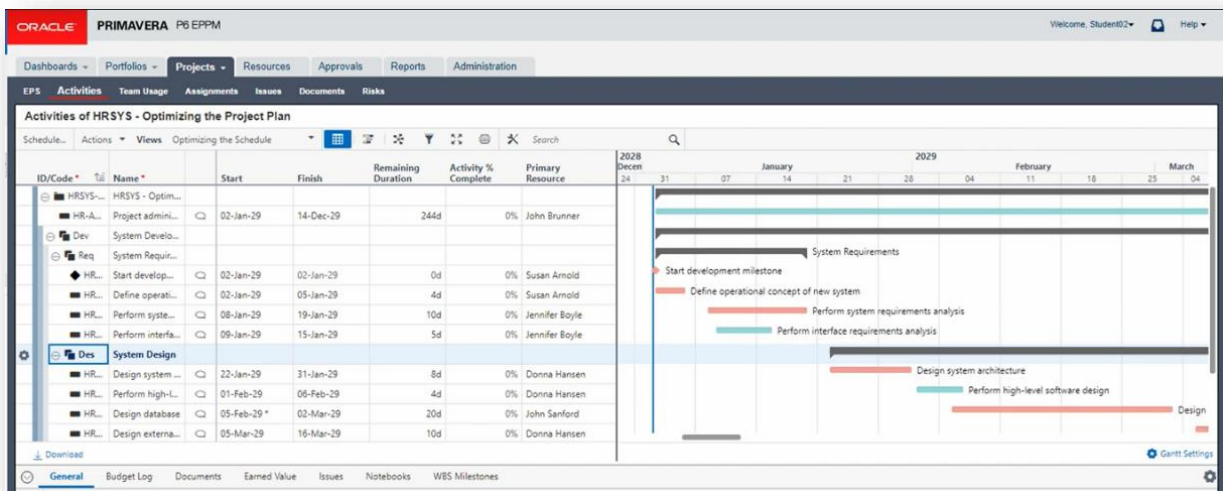 ORACLE PRIMAVERA P6 EPPM Welcome, Student02 Help
Dashboards Portfolios Projects Resources Approvals Reports Administration
EPS Activities Team Usage Assignments Issues Documents Risks
Activities of HRSYS - Optimizing the Project Plan
Schedule... Actions Views Optimizing the Schedule Search
2028 2029
Decen January February March
24 31 07 14 21 28 04 11 18 25 04
ID/Code * Name * Start Finish Remaining Duration Activity % Complete Primary Resource
HRSYS-... HRSYS - Optim...
HR-A... Project admini... 02-Jan-29 14-Dec-29 244d 0% John Brunner
Dev System Develo...
Req System Requir... System Requirements
HR... Start develop... 02-Jan-29 02-Jan-29 0d 0% Susan Arnold Start development milestone
HR... Define operati... 02-Jan-29 05-Jan-29 4d 0% Susan Arnold Define operational concept of new system
HR... Perform syste... 08-Jan-29 19-Jan-29 10d 0% Jennifer Boyle Perform system requirements analysis
HR... Perform interfa... 09-Jan-29 15-Jan-29 5d 0% Jennifer Boyle Perform interface requirements analysis
Des System Design
HR... Design system ... 22-Jan-29 31-Jan-29 8d 0% Donna Hansen Design system architecture
HR... Perform high-l... 01-Feb-29 06-Feb-29 4d 0% Donna Hansen Perform high-level software design
HR... Design database 05-Feb-29 * 02-Mar-29 20d 0% John Sanford Design
HR... Design externa... 05-Mar-29 16-Mar-29 10d 0% Donna Hansen
Download Gantt Settings
General Budget Log Documents Earned Value Issues Notebooks WBS Milestones